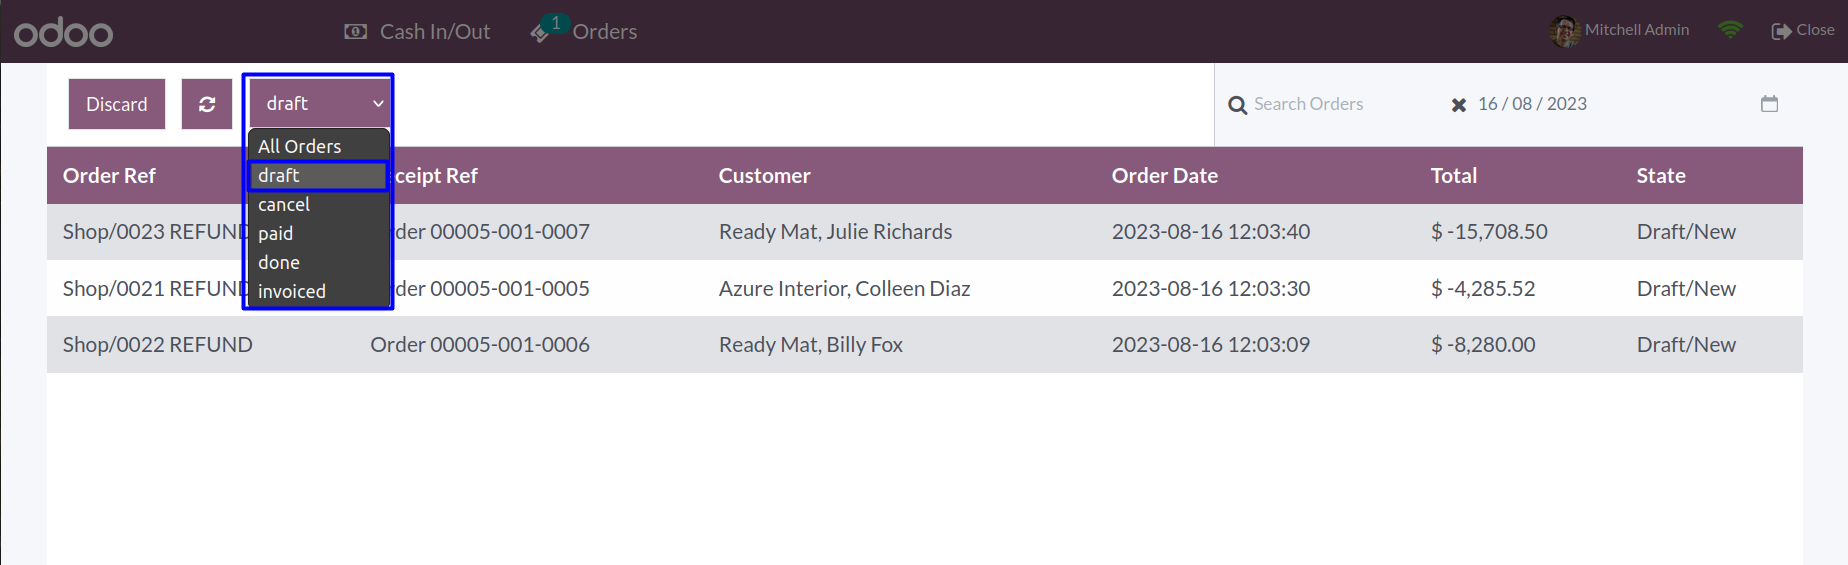 odoo Cash In/Out 1 Orders Mitchell Admin Close
Discard draft Search Orders 16 / 08 / 2023
All Orders
draft
cancel
paid
done
invoiced
Order Ref ceipt Ref Customer Order Date Total State
Shop/0023 REFUND der 00005-001-0007 Ready Mat, Julie Richards 2023-08-16 12:03:40 $ -15,708.50 Draft/New
Shop/0021 REFUND der 00005-001-0005 Azure Interior, Colleen Diaz 2023-08-16 12:03:30 $ -4,285.52 Draft/New
Shop/0022 REFUND Order 00005-001-0006 Ready Mat, Billy Fox 2023-08-16 12:03:09 $ -8,280.00 Draft/New